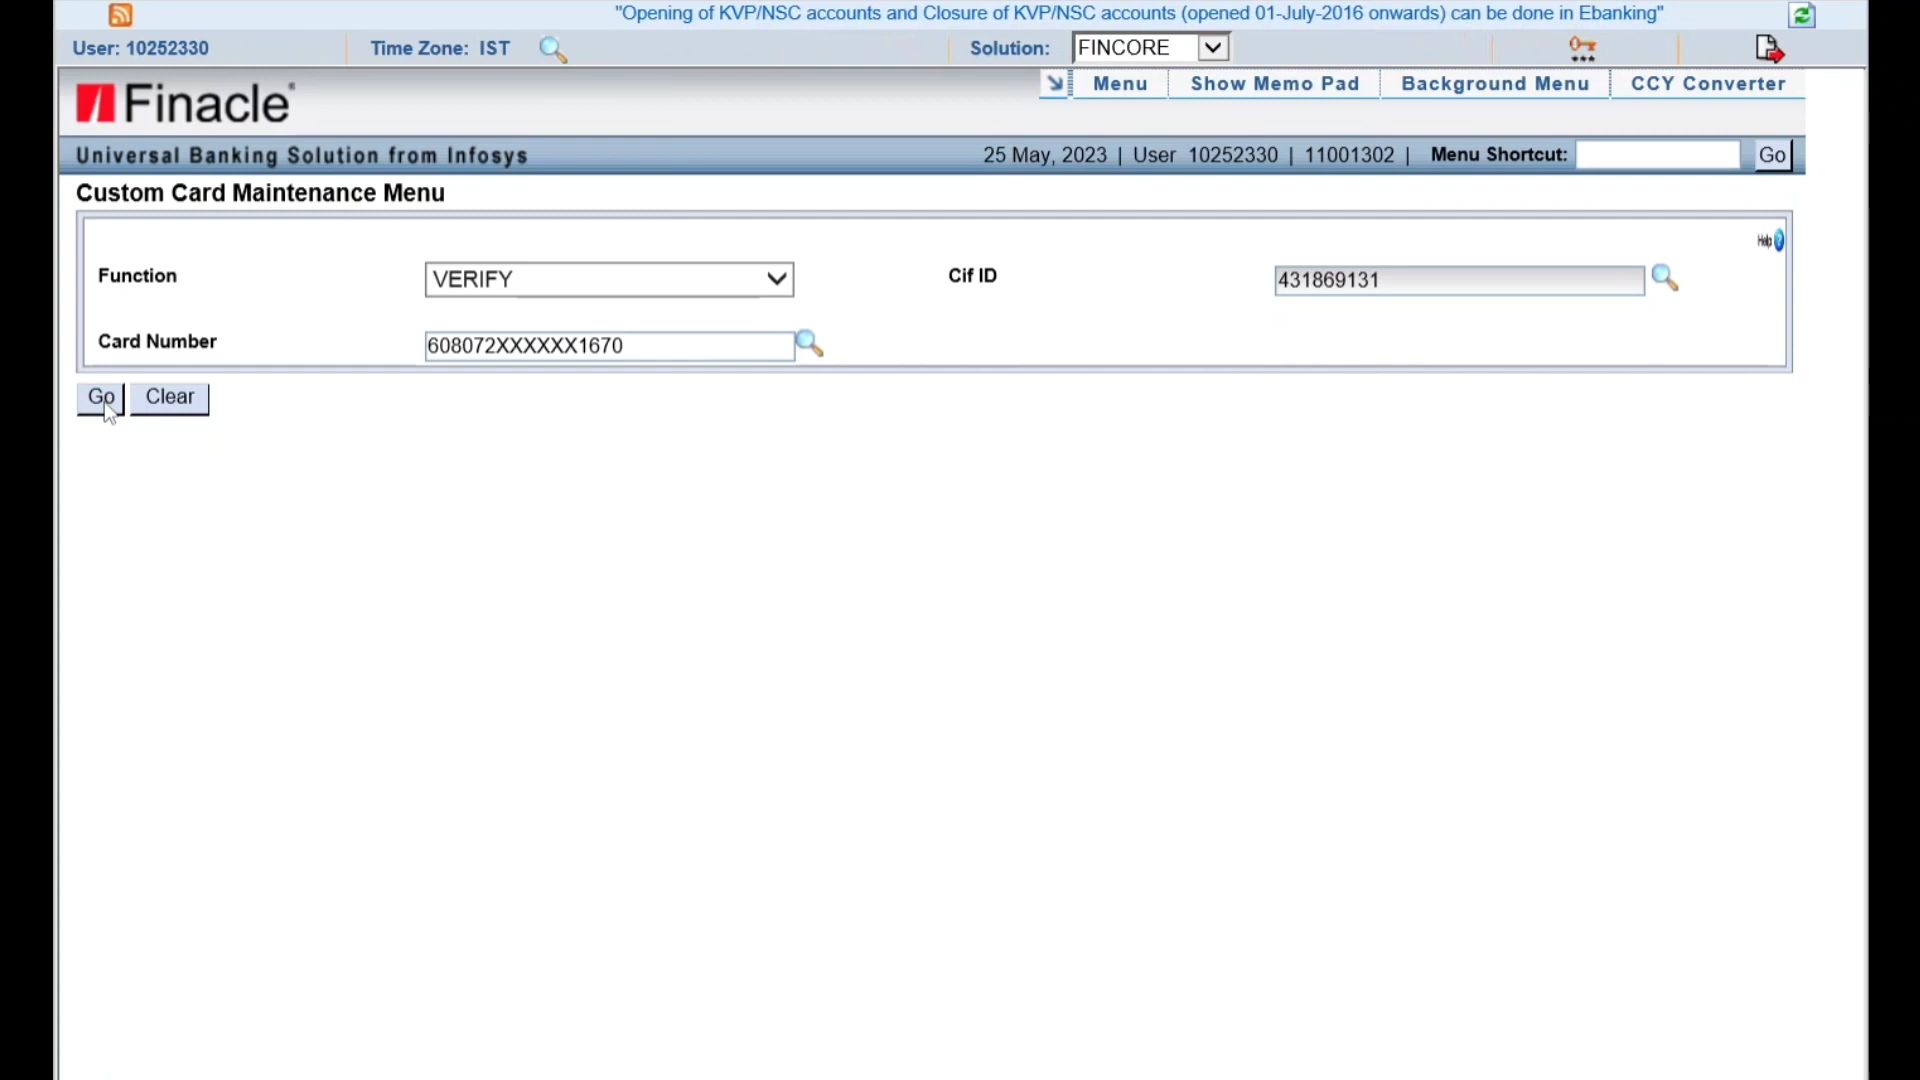 "Opening of KVP/NSC accounts and Closure of KVP/NSC accounts (opened 01-July-2016 onwards) can be done in Ebanking"
User: 10252330 Time Zone: IST Solution: FINCORE
Menu Show Memo Pad Background Menu CCY Converter
Finacle
Universal Banking Solution from Infosys 25 May, 2023 | User 10252330 | 11001302 | Menu Shortcut: Go
Custom Card Maintenance Menu
Help
Function VERIFY Cif ID 431869131
Card Number 608072XXXXXX1670
Go Clear